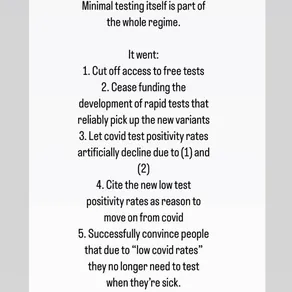 Minimal testing itself is part of
the whole regime.
It went:
1. Cut off access to free tests
2. Cease funding the
development of rapid tests that
reliably pick up the new variants
3. Let covid test positivity rates
artificially decline due to (1) and
(2)
4. Cite the new low test
positivity rates as reason to
move on from covid
5. Successfully convince people
that due to “low covid rates”
they no longer need to test
when they’re sick.